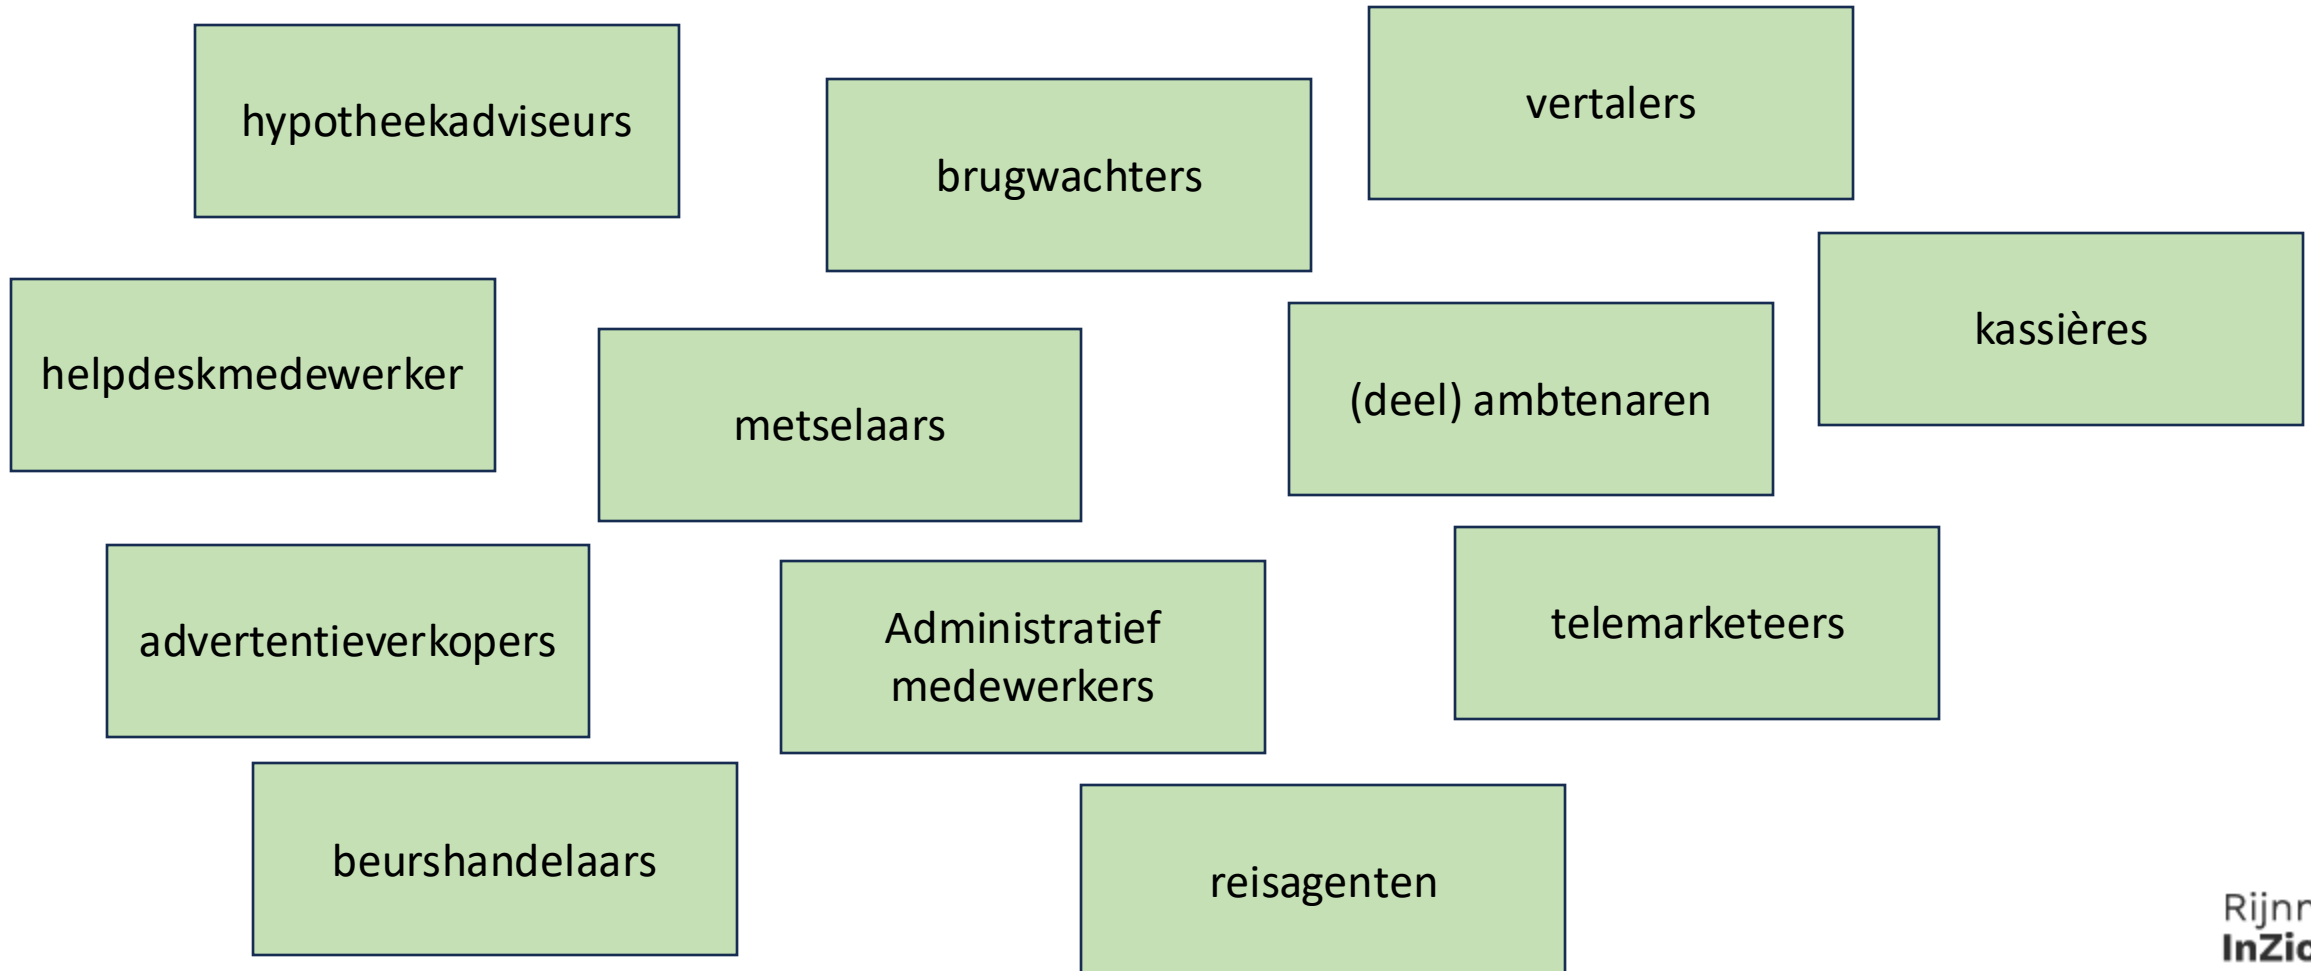 hypotheekadviseurs
brugwachters
vertalers
kassières
helpdeskmedewerker
metselaars
(deel) ambtenaren
advertentieverkopers
Administratief
medewerkers
telemarketeers
beurshandelaars
reisagenten